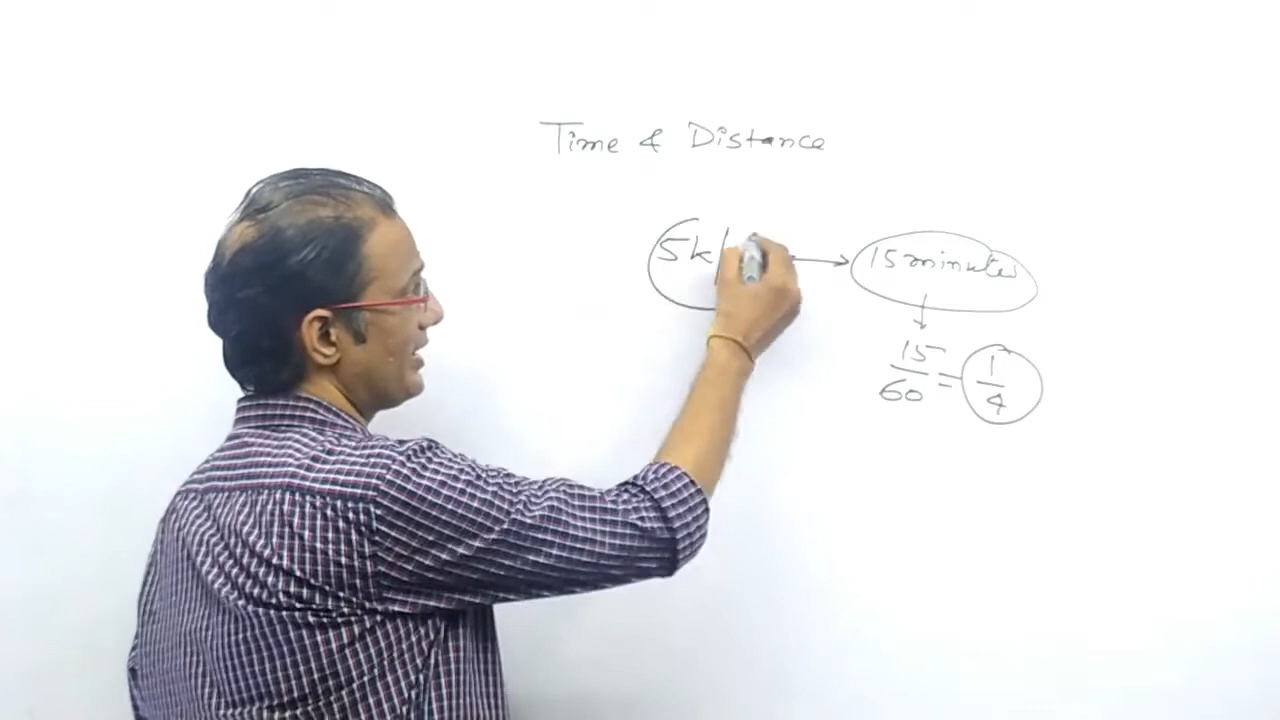 Time & Distance
5k/ → 15 minutes
↓
15/60 = 1/4